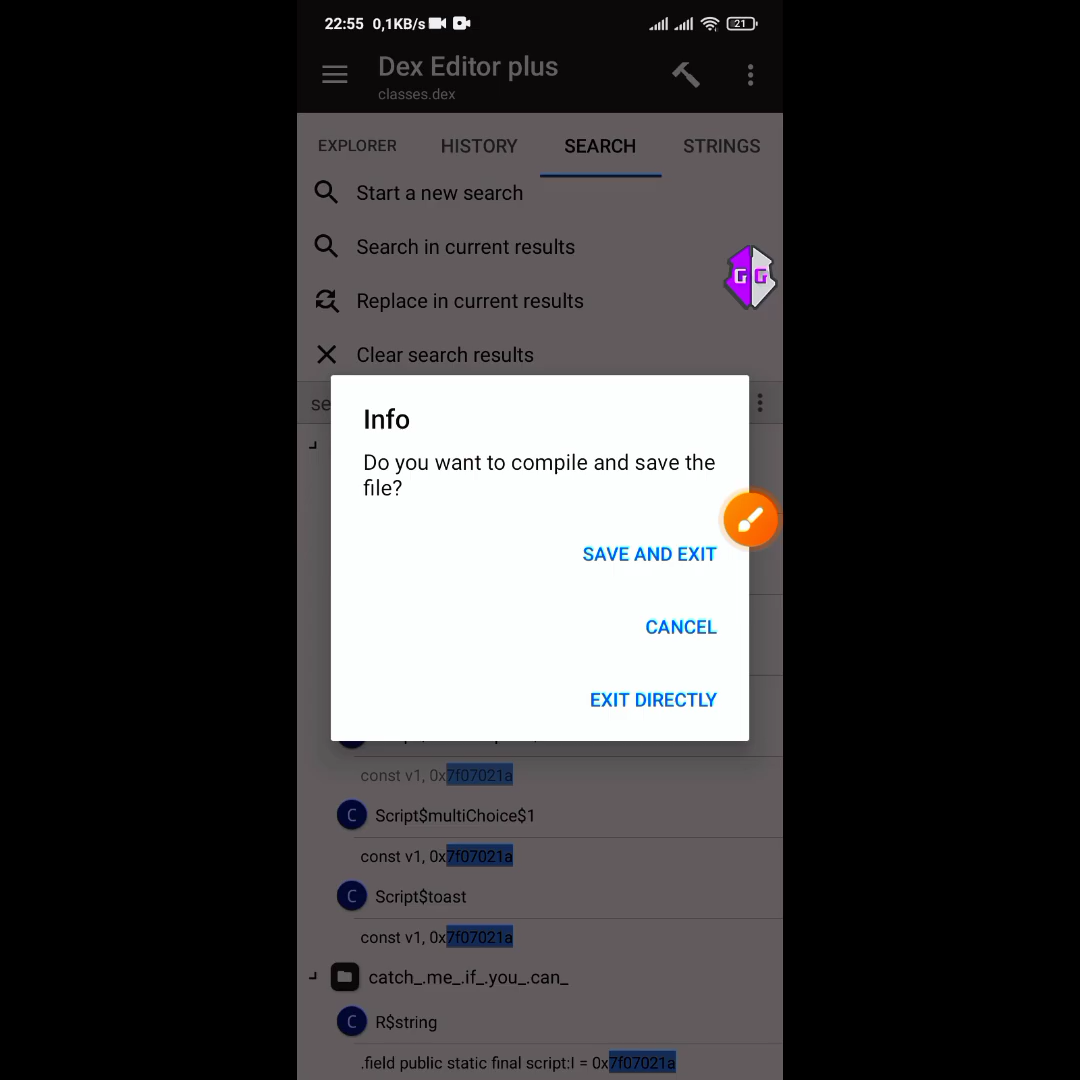 22:55 0,1KB/s 21
Dex Editor plus
classes.dex
EXPLORER HISTORY SEARCH STRINGS
Start a new search
Search in current results
G G
Replace in current results
Clear search results
se
Info
Do you want to compile and save the
file?
SAVE AND EXIT
CANCEL
EXIT DIRECTLY
const v1, 0x7f07021a
C Script$multiChoice$1
const v1, 0x7f07021a
C Script$toast
const v1, 0x7f07021a
catch_.me_.if_.you_.can_
C R$string
.field public static final script:I = 0x7f07021a